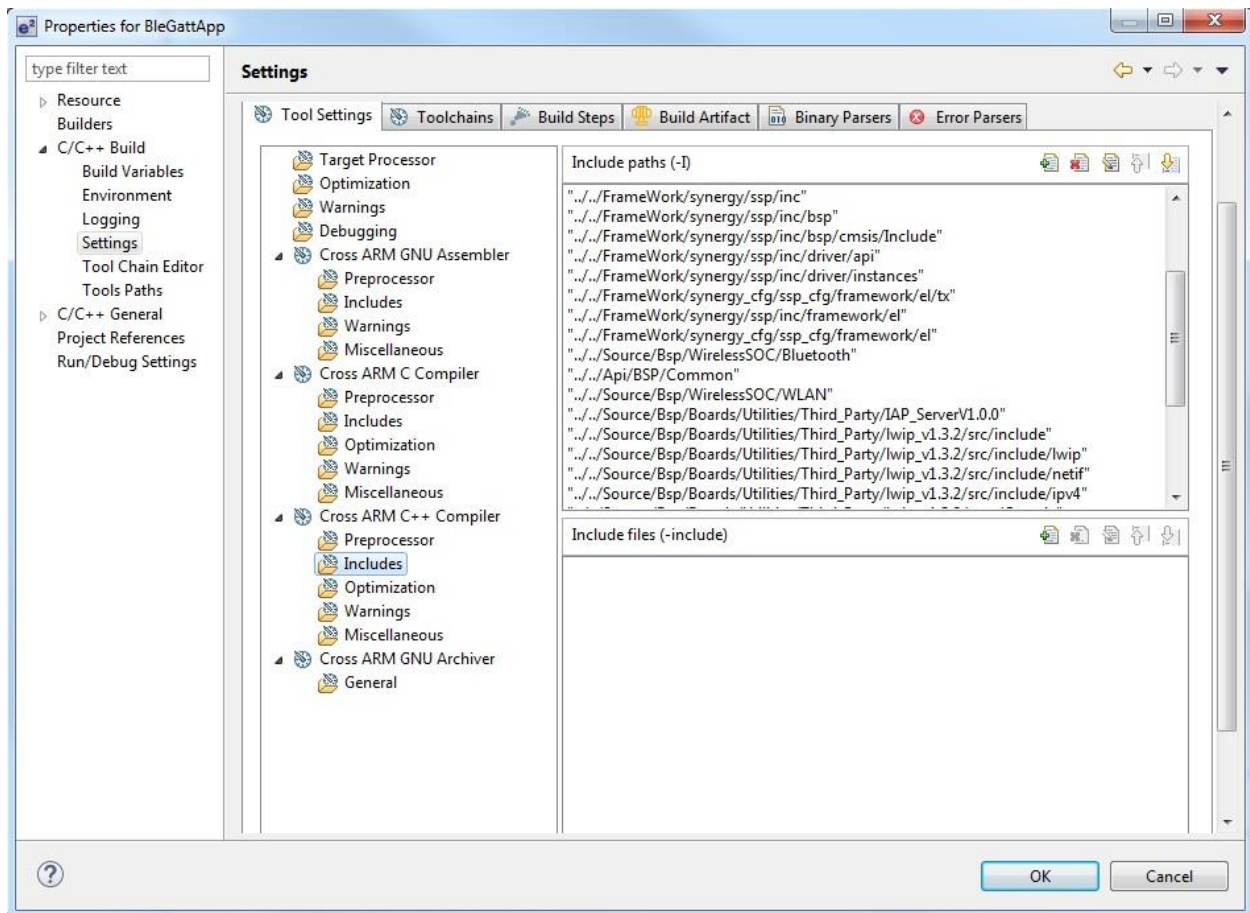 e² Properties for BleGattApp
type filter text
Resource
Builders
C/C++ Build
Build Variables
Environment
Logging
Settings
Tool Chain Editor
Tools Paths
C/C++ General
Project References
Run/Debug Settings
Settings
Tool Settings Toolchains Build Steps Build Artifact Binary Parsers Error Parsers
Target Processor
Optimization
Warnings
Debugging
Cross ARM GNU Assembler
Preprocessor
Includes
Warnings
Miscellaneous
Cross ARM C Compiler
Preprocessor
Includes
Optimization
Warnings
Miscellaneous
Cross ARM C++ Compiler
Preprocessor
Includes
Optimization
Warnings
Miscellaneous
Cross ARM GNU Archiver
General
Include paths (-I)
"../../FrameWork/synergy/ssp/inc"
"../../FrameWork/synergy/ssp/inc/bsp"
"../../FrameWork/synergy/ssp/inc/bsp/cmsis/Include"
"../../FrameWork/synergy/ssp/inc/driver/api"
"../../FrameWork/synergy/ssp/inc/driver/instances"
"../../FrameWork/synergy_cfg/ssp_cfg/framework/el/tx"
"../../FrameWork/synergy/ssp/inc/framework/el"
"../../FrameWork/synergy_cfg/ssp_cfg/framework/el"
"../../Source/Bsp/WirelessSOC/Bluetooth"
"../../Api/BSP/Common"
"../../Source/Bsp/WirelessSOC/WLAN"
"../../Source/Bsp/Boards/Utilities/Third_Party/IAP_ServerV1.0.0"
"../../Source/Bsp/Boards/Utilities/Third_Party/lwip_v1.3.2/src/include"
"../../Source/Bsp/Boards/Utilities/Third_Party/lwip_v1.3.2/src/include/lwip"
"../../Source/Bsp/Boards/Utilities/Third_Party/lwip_v1.3.2/src/include/netif"
"../../Source/Bsp/Boards/Utilities/Third_Party/lwip_v1.3.2/src/include/ipv4"
Include files (-include)
? OK Cancel